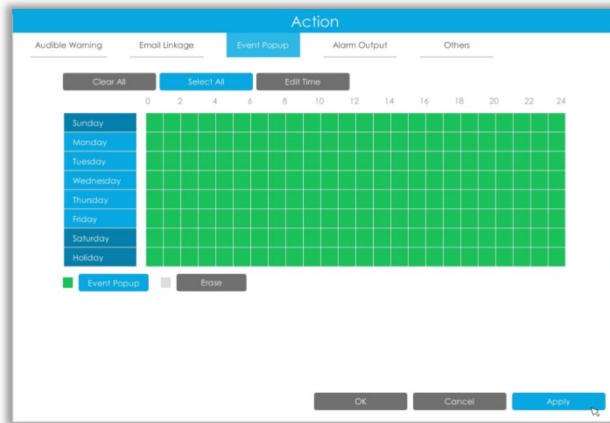 Action
Audible Warning Email Linkage Event Popup Alarm Output Others
Clear All Select All Edit Time
0 2 4 6 8 10 12 14 16 18 20 22 24
Sunday
Monday
Tuesday
Wednesday
Thursday
Friday
Saturday
Holiday
Event Popup Erase
OK Cancel Apply